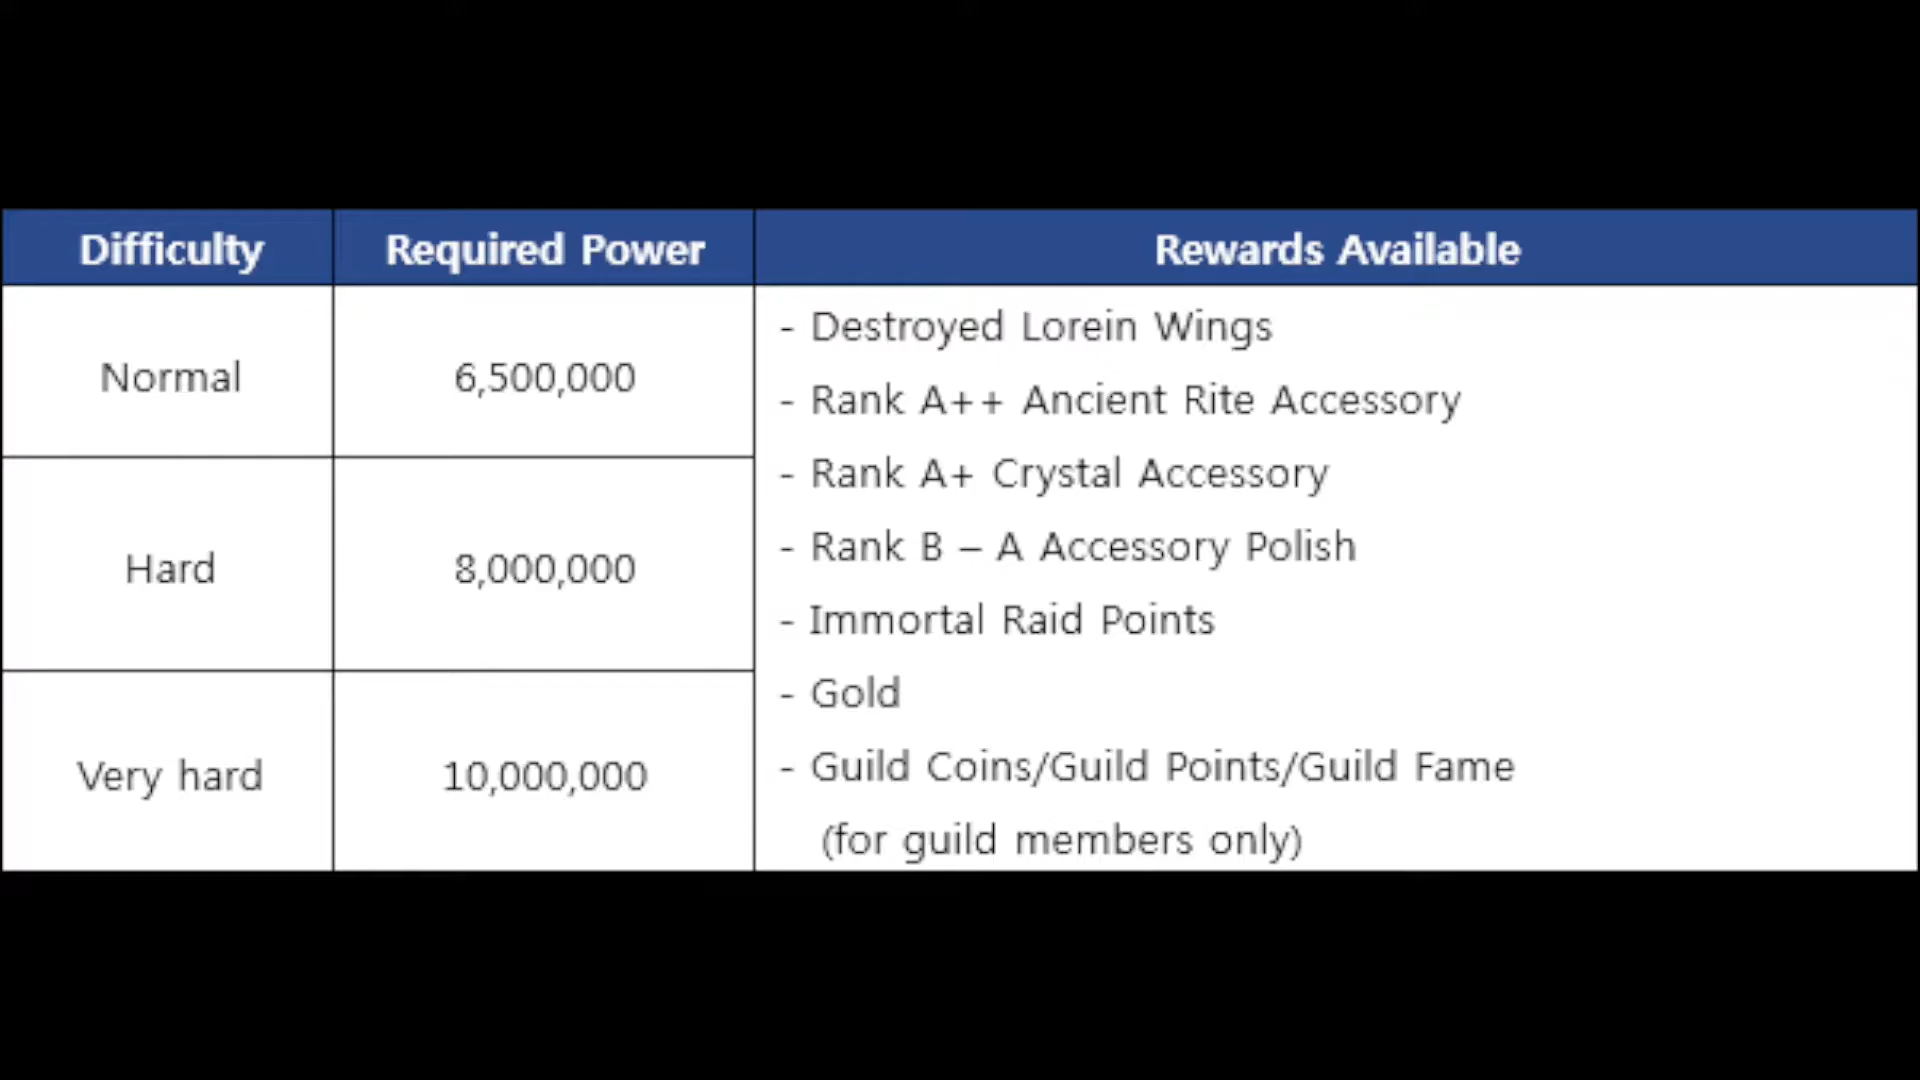 Difficulty
Required Power
Rewards Available
Normal
6,500,000
Hard
8,000,000
Very hard
10,000,000
- Destroyed Lorein Wings
- Rank A++ Ancient Rite Accessory
- Rank A+ Crystal Accessory
- Rank B – A Accessory Polish
- Immortal Raid Points
- Gold
- Guild Coins/Guild Points/Guild Fame
(for guild members only)